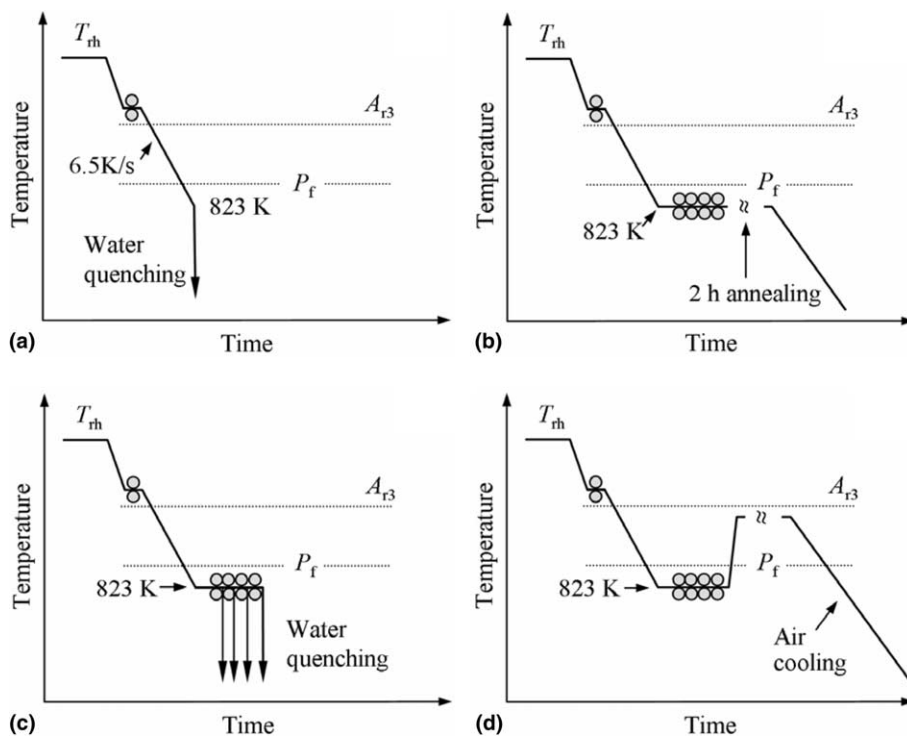 Temperature
T_rh
A_r3
6.5K/s
P_f
823 K
Water
quenching
(a)
Time
Temperature
T_rh
A_r3
P_f
823 K
≈
2 h annealing
(b)
Time
Temperature
T_rh
A_r3
P_f
823 K
Water
quenching
(c)
Time
Temperature
T_rh
A_r3
≈
P_f
823 K
Air
cooling
(d)
Time